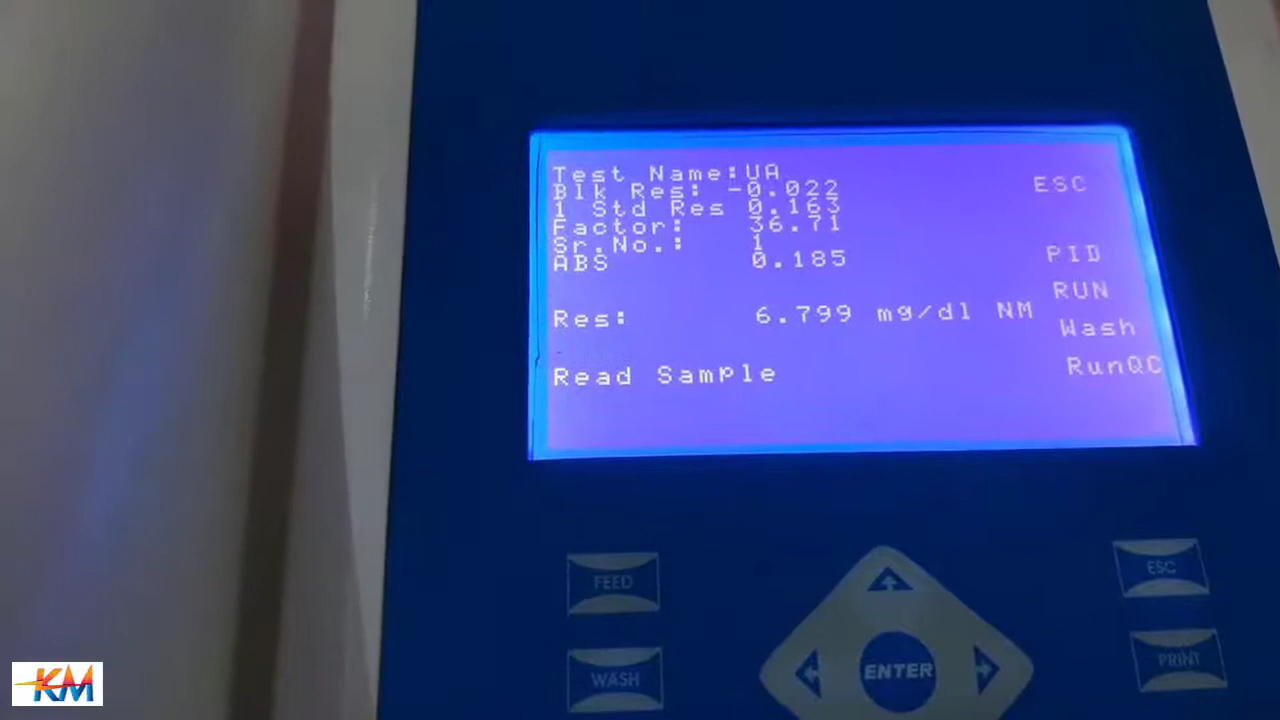 Test Name:UA
Blk Res: -0.022
1 Std Res 0.163
Factor: 36.71
Sr.No.: 1
ABS 0.185
Res: 6.799 mg/dl NM
Read Sample
ESC
PID
RUN
Wash
RunQC
FEED
WASH
ENTER
ESC
PRINT
KM